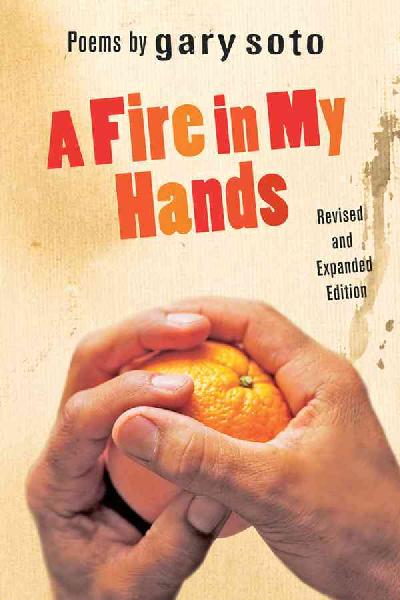 Poems by gary soto
A Fire in My
Hands
Revised
and
Expanded
Edition